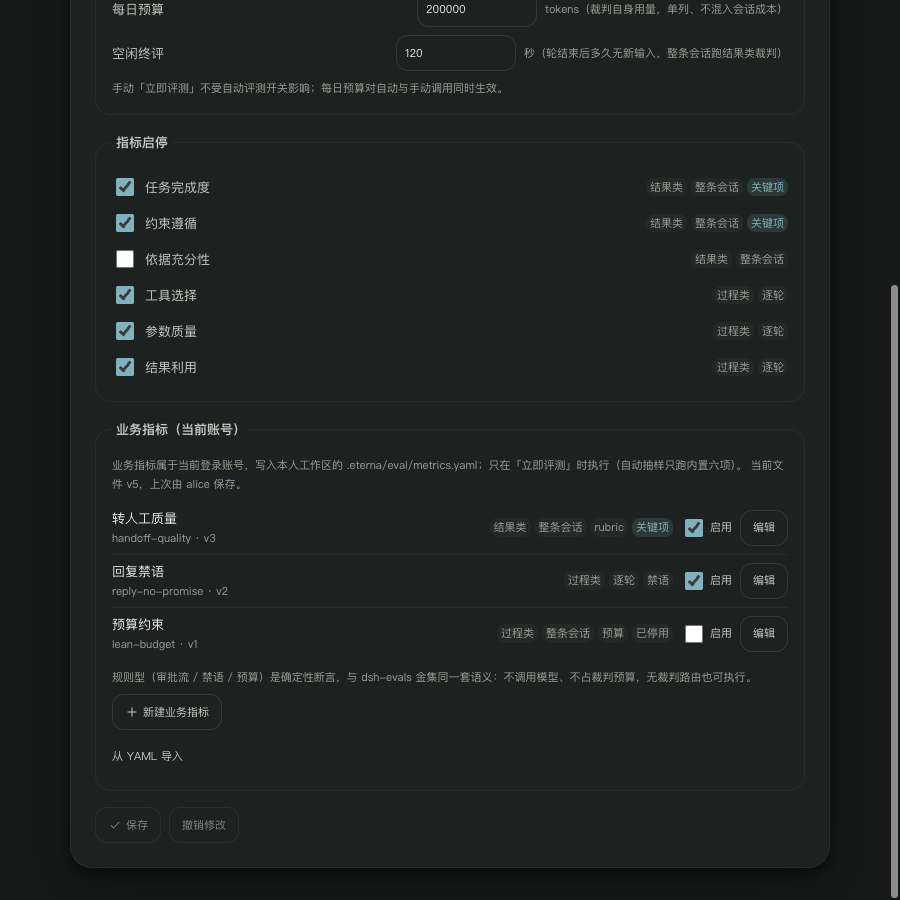 每日预算
200000
tokens（裁判自身用量，单列、不混入会话成本）
空闲终评
120
秒（轮结束后多久无新输入，整条会话跑结果类裁判）
手动「立即评测」不受自动评测开关影响；每日预算对自动与手动调用同时生效。
指标启停
任务完成度 结果类 整条会话 关键项
约束遵循 结果类 整条会话 关键项
依据充分性 结果类 整条会话
工具选择 过程类 逐轮
参数质量 过程类 逐轮
结果利用 过程类 逐轮
业务指标（当前账号）
业务指标属于当前登录账号，写入本人工作区的 .eterna/eval/metrics.yaml；只在「立即评测」时执行（自动抽样只跑内置六项）。 当前文
件 v5，上次由 alice 保存。
转人工质量
handoff-quality · v3
结果类 整条会话 rubric 关键项 启用 编辑
回复禁语
reply-no-promise · v2
过程类 逐轮 禁语 启用 编辑
预算约束
lean-budget · v1
过程类 整条会话 预算 已停用 启用 编辑
规则型（审批流 / 禁语 / 预算）是确定性断言，与 dsh-evals 金集同一套语义：不调用模型、不占裁判预算，无裁判路由也可执行。
新建业务指标
从 YAML 导入
保存 撤销修改